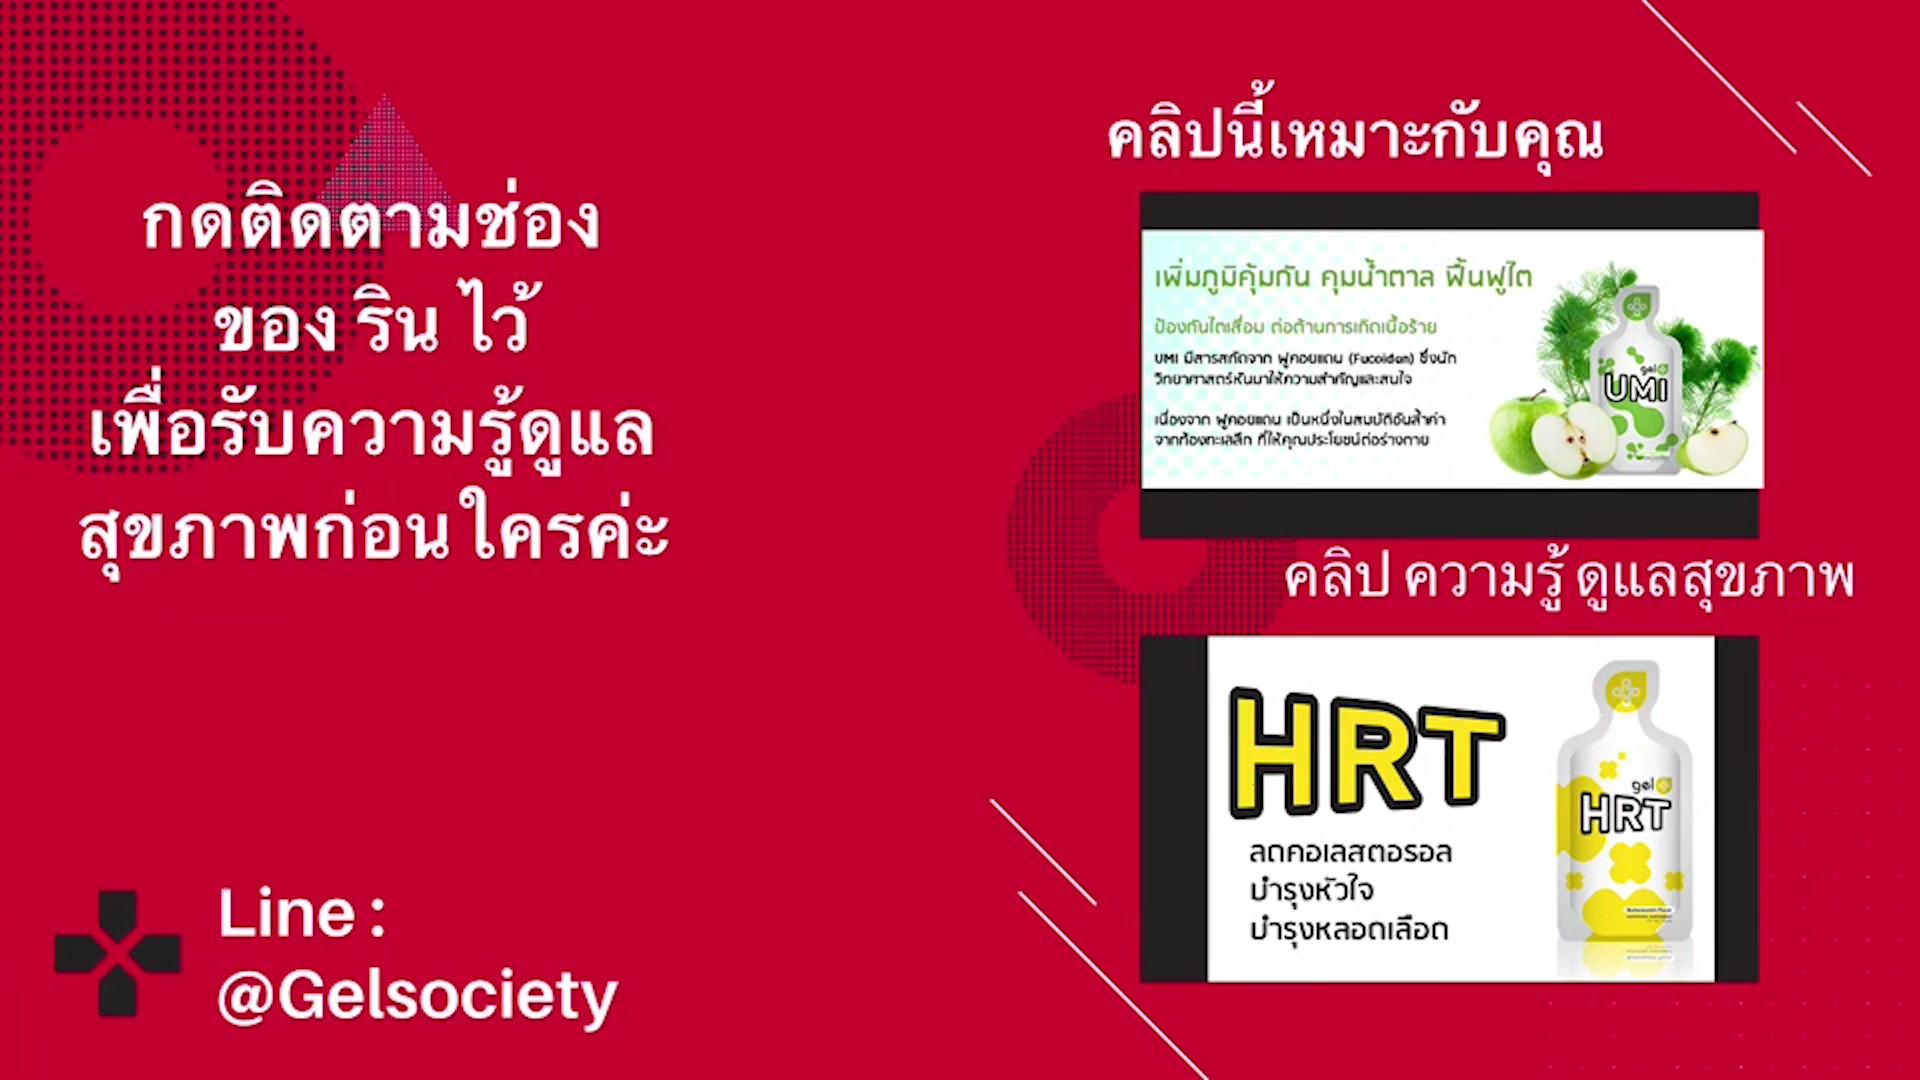 กดติดตามช่อง
ของ ริน ไว้
เพื่อรับความรู้ดูแล
สุขภาพก่อนใครค่ะ
Line :
@Gelsociety
คลิปนี้เหมาะกับคุณ
เพิ่มภูมิคุ้มกัน คุมน้ำตาล ฟื้นฟูไต
ป้องกันไตเสื่อม ต่อต้านการเกิดเนื้อร้าย
UMI มีสารสกัดจาก ฟูคอยแดน (Fucoidan) ซึ่งนัก
วิทยาศาสตร์หันมาให้ความสำคัญและสนใจ
เนื่องจาก ฟูคอยแดน เป็นหนึ่งในสมบัติอันล้ำค่า
จากท้องทะเลลึก ที่ให้คุณประโยชน์ต่อร่างกาย
gel
UMI
คลิป ความรู้ ดูแลสุขภาพ
HRT
ลดคอเลสตอรอล
บำรุงหัวใจ
บำรุงหลอดเลือด
gel
HRT